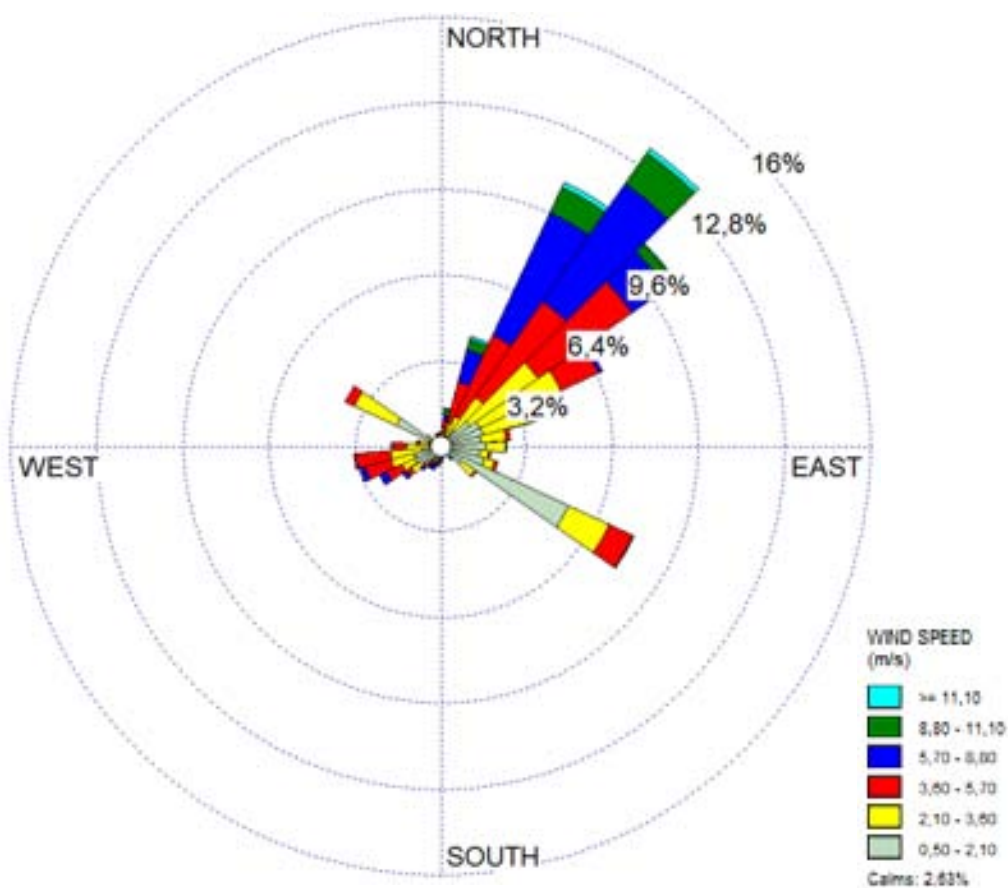 NORTH
16%
12,8%
9,6%
6,4%
3,2%
WEST
EAST
SOUTH
WIND SPEED
(m/s)
>= 11,10
8,80 - 11,10
5,70 - 8,80
3,60 - 5,70
2,10 - 3,60
0,50 - 2,10
Calms: 2,63%